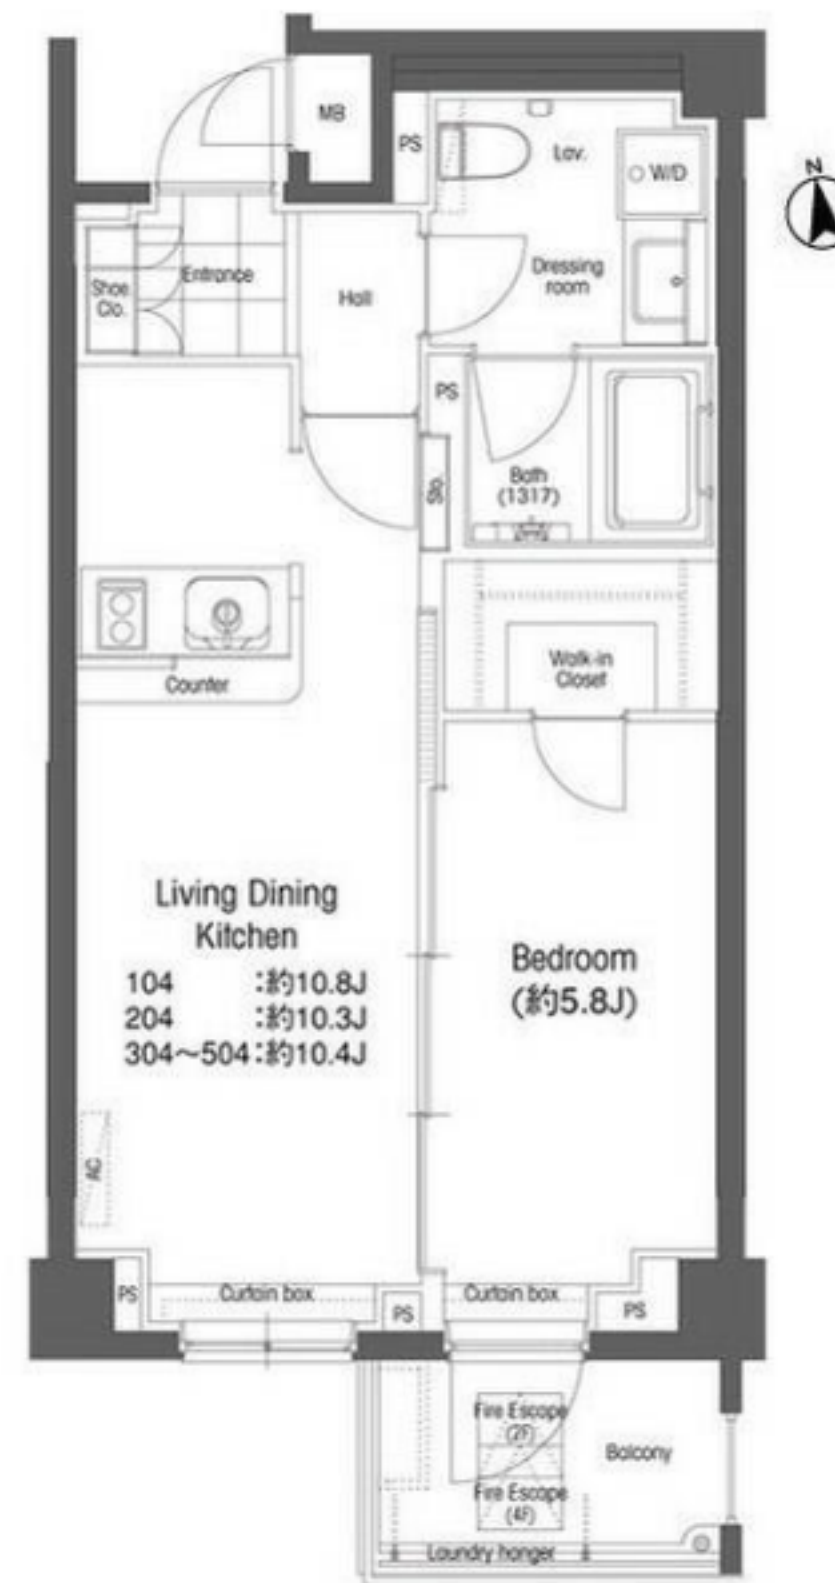 MB
PS
Lav.
W/D
N
Shoe
Clo.
Entrance
Hall
Dressing
room
PS
Sto.
Bath
(1317)
Walk-in
Closet
Counter
Living Dining
Kitchen
104 :約10.8J
204 :約10.3J
304～504:約10.4J
Bedroom
(約5.8J)
AC
PS
Curtain box
PS
Curtain box
PS
Fire Escape
(2F)
Balcony
Fire Escape
(4F)
Laundry hanger